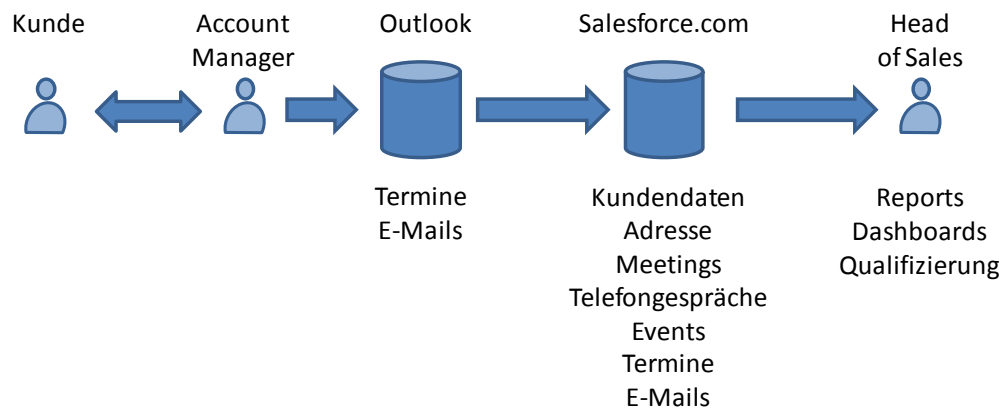 Kunde
Account
Manager
Outlook
Salesforce.com
Head
of Sales
Termine
E-Mails
Kundendaten
Adresse
Meetings
Telefongespräche
Events
Termine
E-Mails
Reports
Dashboards
Qualifizierung